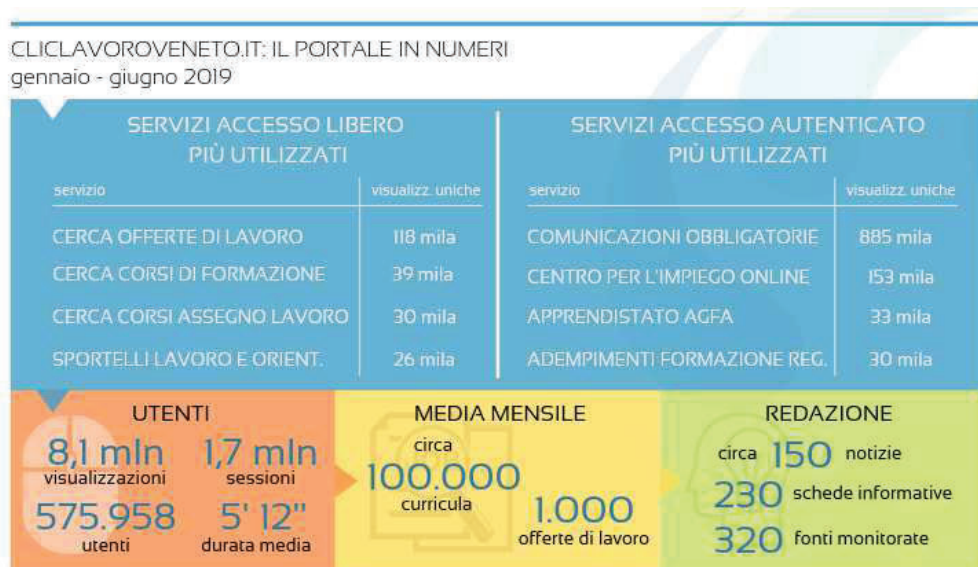 CLICLAVOROVENETO.IT: IL PORTALE IN NUMERI
gennaio - giugno 2019
SERVIZI ACCESSO LIBERO
PIÙ UTILIZZATI
servizio visualizz. uniche
CERCA OFFERTE DI LAVORO 118 mila
CERCA CORSI DI FORMAZIONE 39 mila
CERCA CORSI ASSEGNO LAVORO 30 mila
SPORTELLI LAVORO E ORIENT. 26 mila
SERVIZI ACCESSO AUTENTICATO
PIÙ UTILIZZATI
servizio visualizz. uniche
COMUNICAZIONI OBBLIGATORIE 885 mila
CENTRO PER L'IMPIEGO ONLINE 153 mila
APPRENDISTATO AGFA 33 mila
ADEMPIMENTI FORMAZIONE REG. 30 mila
UTENTI
8,1 mln 1,7 mln
visualizzazioni sessioni
575.958 5' 12"
utenti durata media
MEDIA MENSILE
circa
100.000
curricula
1.000
offerte di lavoro
REDAZIONE
circa 150 notizie
230 schede informative
320 fonti monitorate